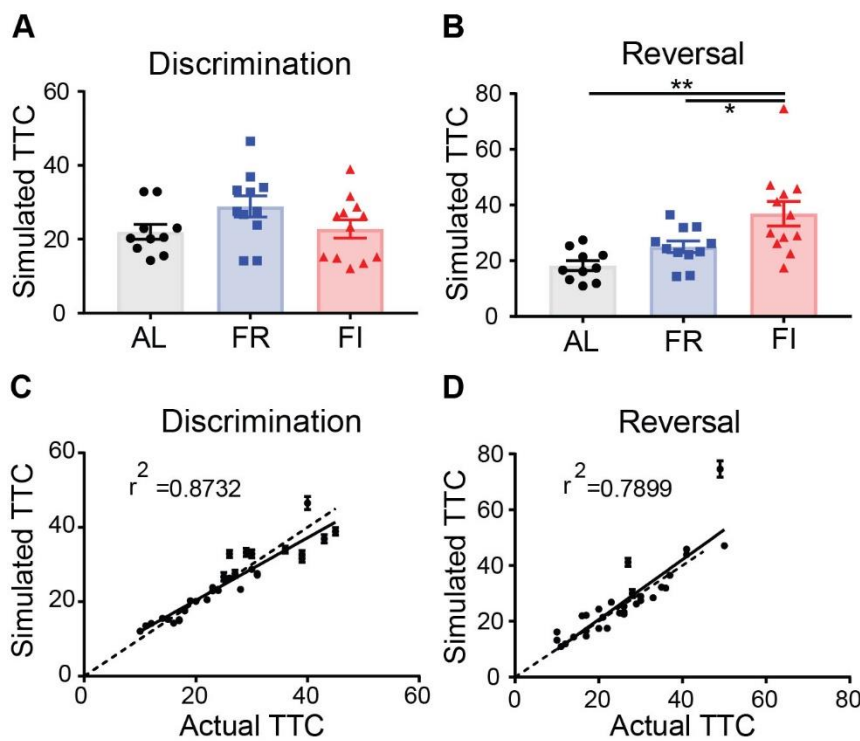 A
Discrimination
Simulated TTC
60
40
20
0
AL FR FI
B
Reversal
Simulated TTC
80
60
40
20
0
**
*
AL FR FI
C
Discrimination
Simulated TTC
60
40
20
0
r2 =0.8732
0 20 40 60
Actual TTC
D
Reversal
Simulated TTC
80
60
40
20
0
r2 =0.7899
0 20 40 60 80
Actual TTC